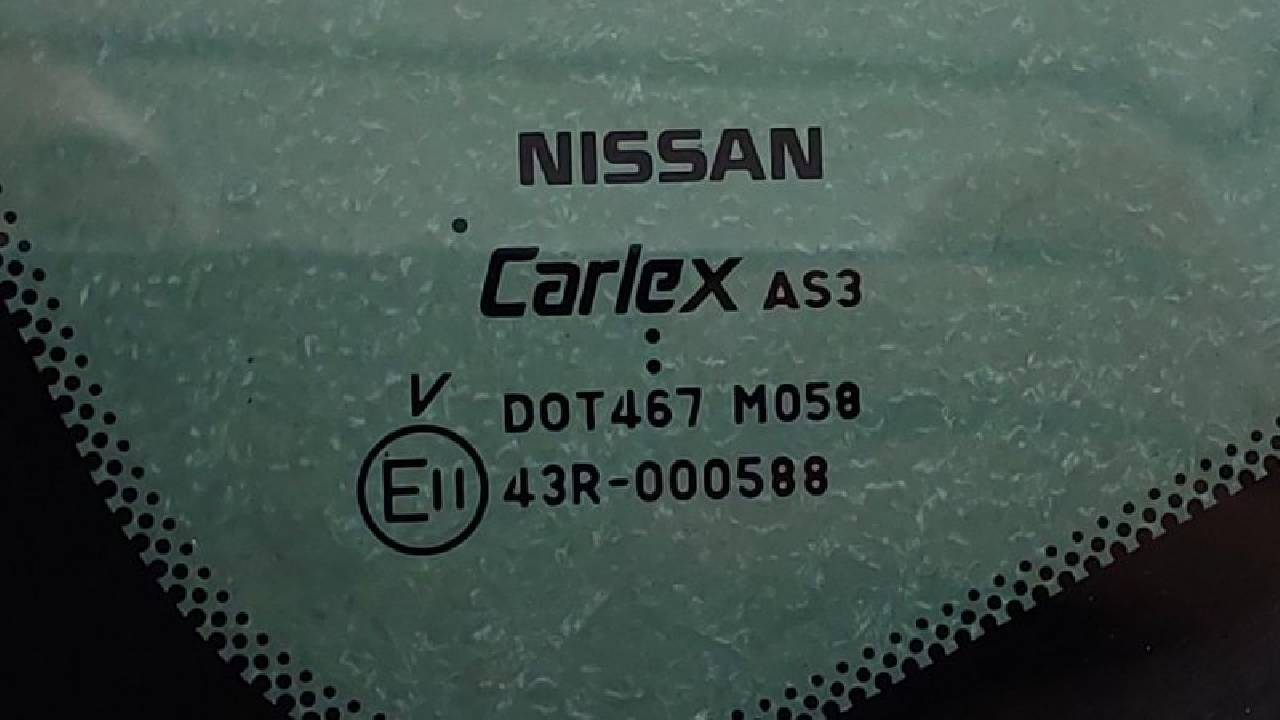 NISSAN
Carlex AS3
V DOT467 M058
E11 43R-000588